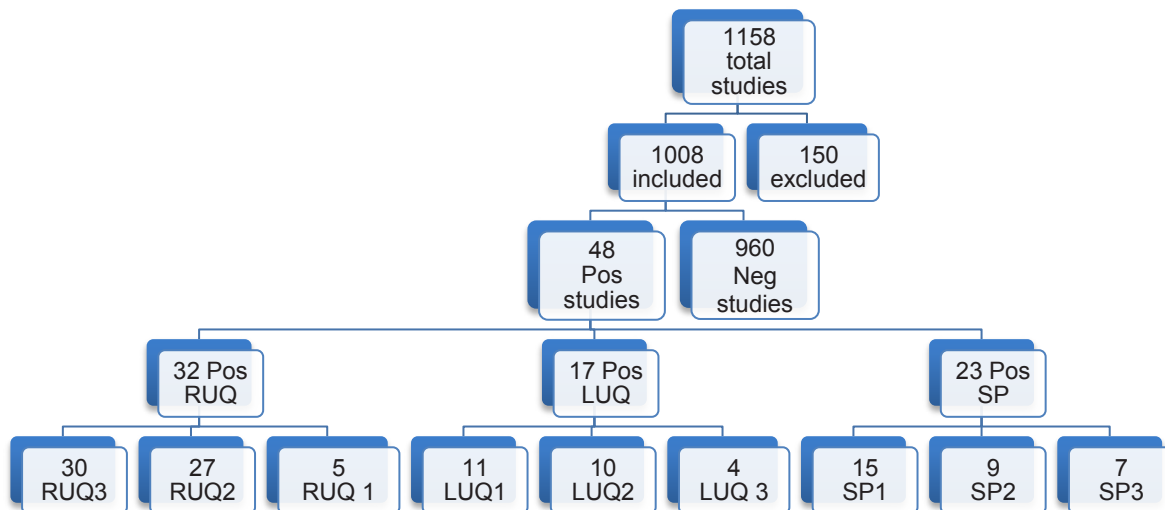 1158
total
studies
1008
included
150
excluded
48
Pos
studies
960
Neg
studies
32 Pos
RUQ
17 Pos
LUQ
23 Pos
SP
30
RUQ3
27
RUQ2
5
RUQ 1
11
LUQ1
10
LUQ2
4
LUQ 3
15
SP1
9
SP2
7
SP3